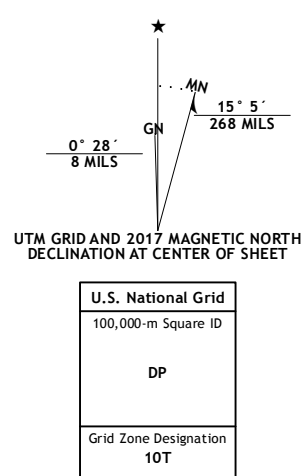 ★
MN
GN
15° 5´
268 MILS
0° 28´
8 MILS
UTM GRID AND 2017 MAGNETIC NORTH
DECLINATION AT CENTER OF SHEET
U.S. National Grid
100,000-m Square ID
DP
Grid Zone Designation
10T